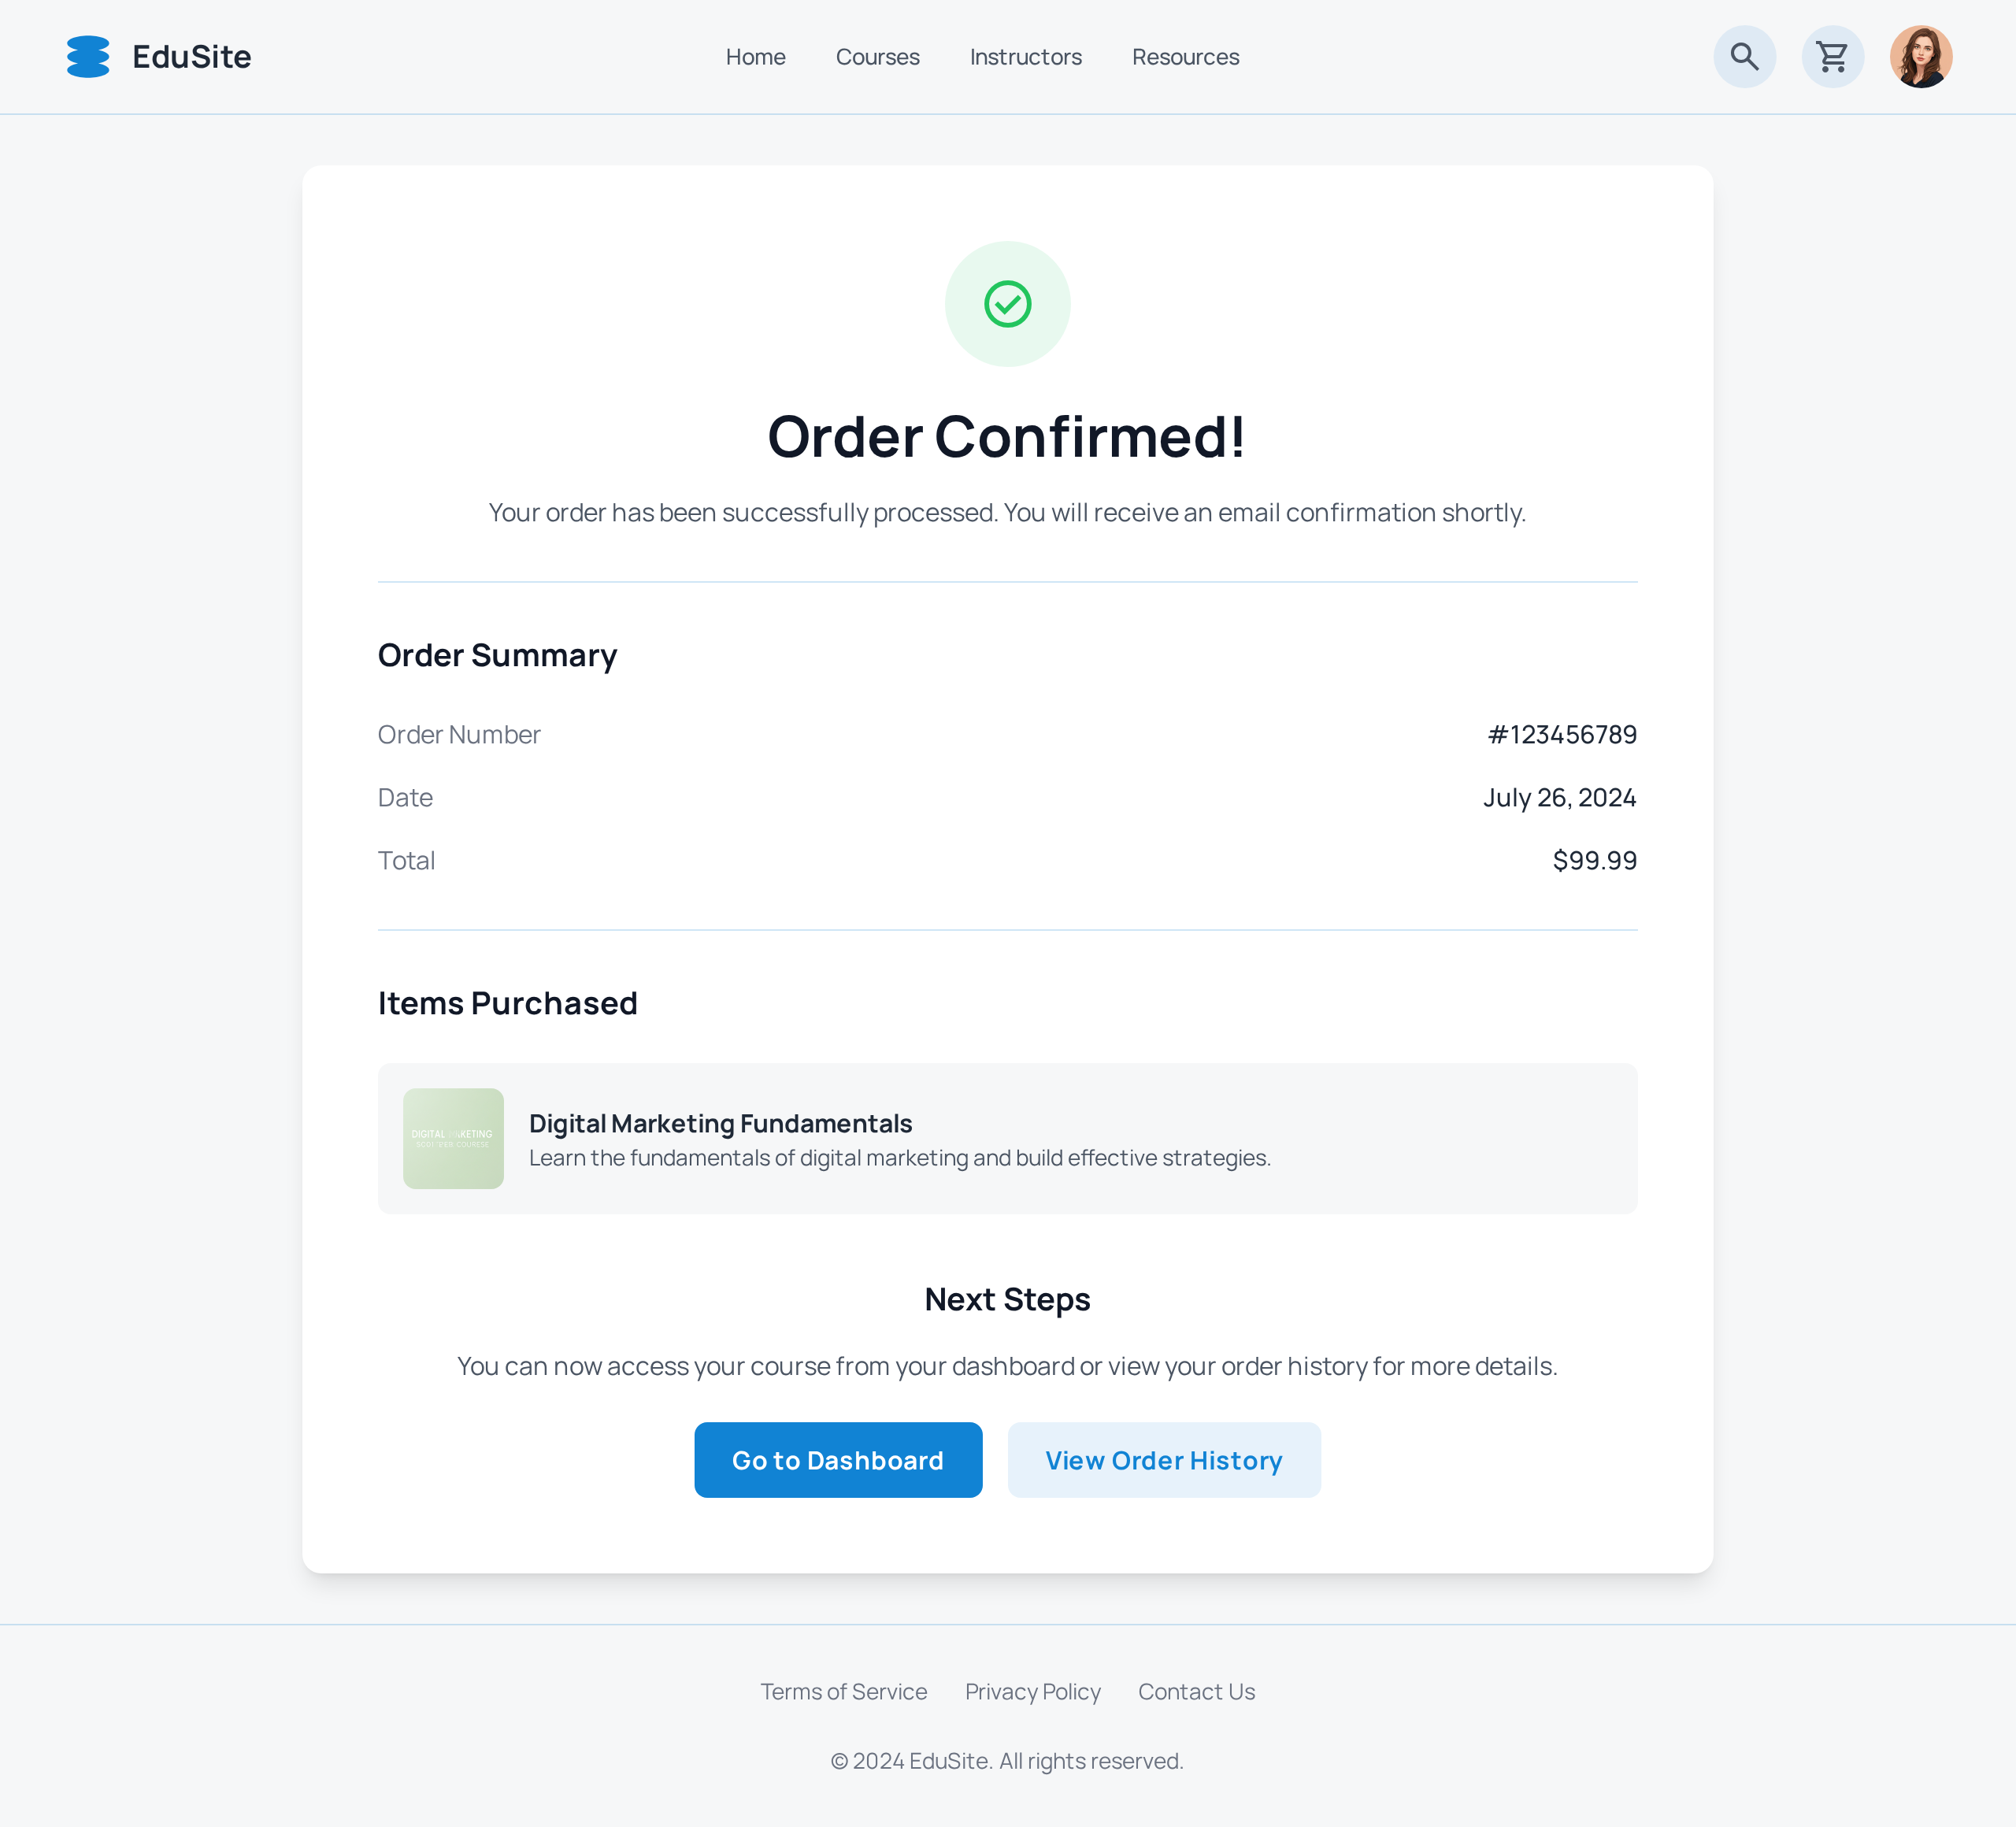 EduSite
Home
Courses
Instructors
Resources
Order Confirmed!
Your order has been successfully processed. You will receive an email confirmation shortly.
Order Summary
Order Number
#123456789
Date
July 26, 2024
Total
$99.99
Items Purchased
DIGITAL
Digital Marketing Fundamentals
Learn the fundamentals of digital marketing and build effective strategies.
Next Steps
You can now access your course from your dashboard or view your order history for more details.
Go to Dashboard
View Order History
Terms of Service
Privacy Policy
Contact Us
© 2024 EduSite. All rights reserved.